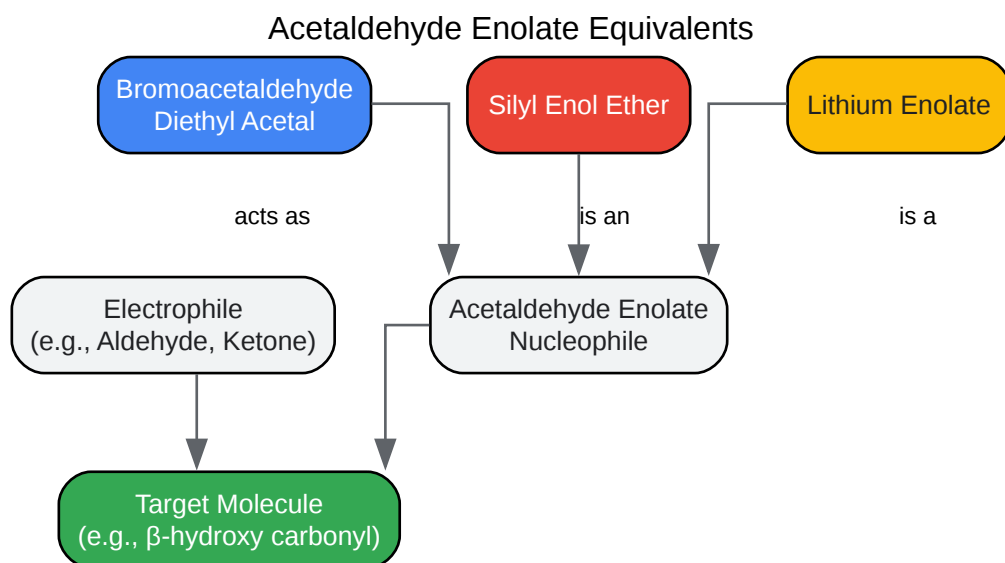 Acetaldehyde Enolate Equivalents
Bromoacetaldehyde
Diethyl Acetal
Silyl Enol Ether
Lithium Enolate
acts as
is an
is a
Electrophile
(e.g., Aldehyde, Ketone)
Acetaldehyde Enolate
Nucleophile
Target Molecule
(e.g., β-hydroxy carbonyl)